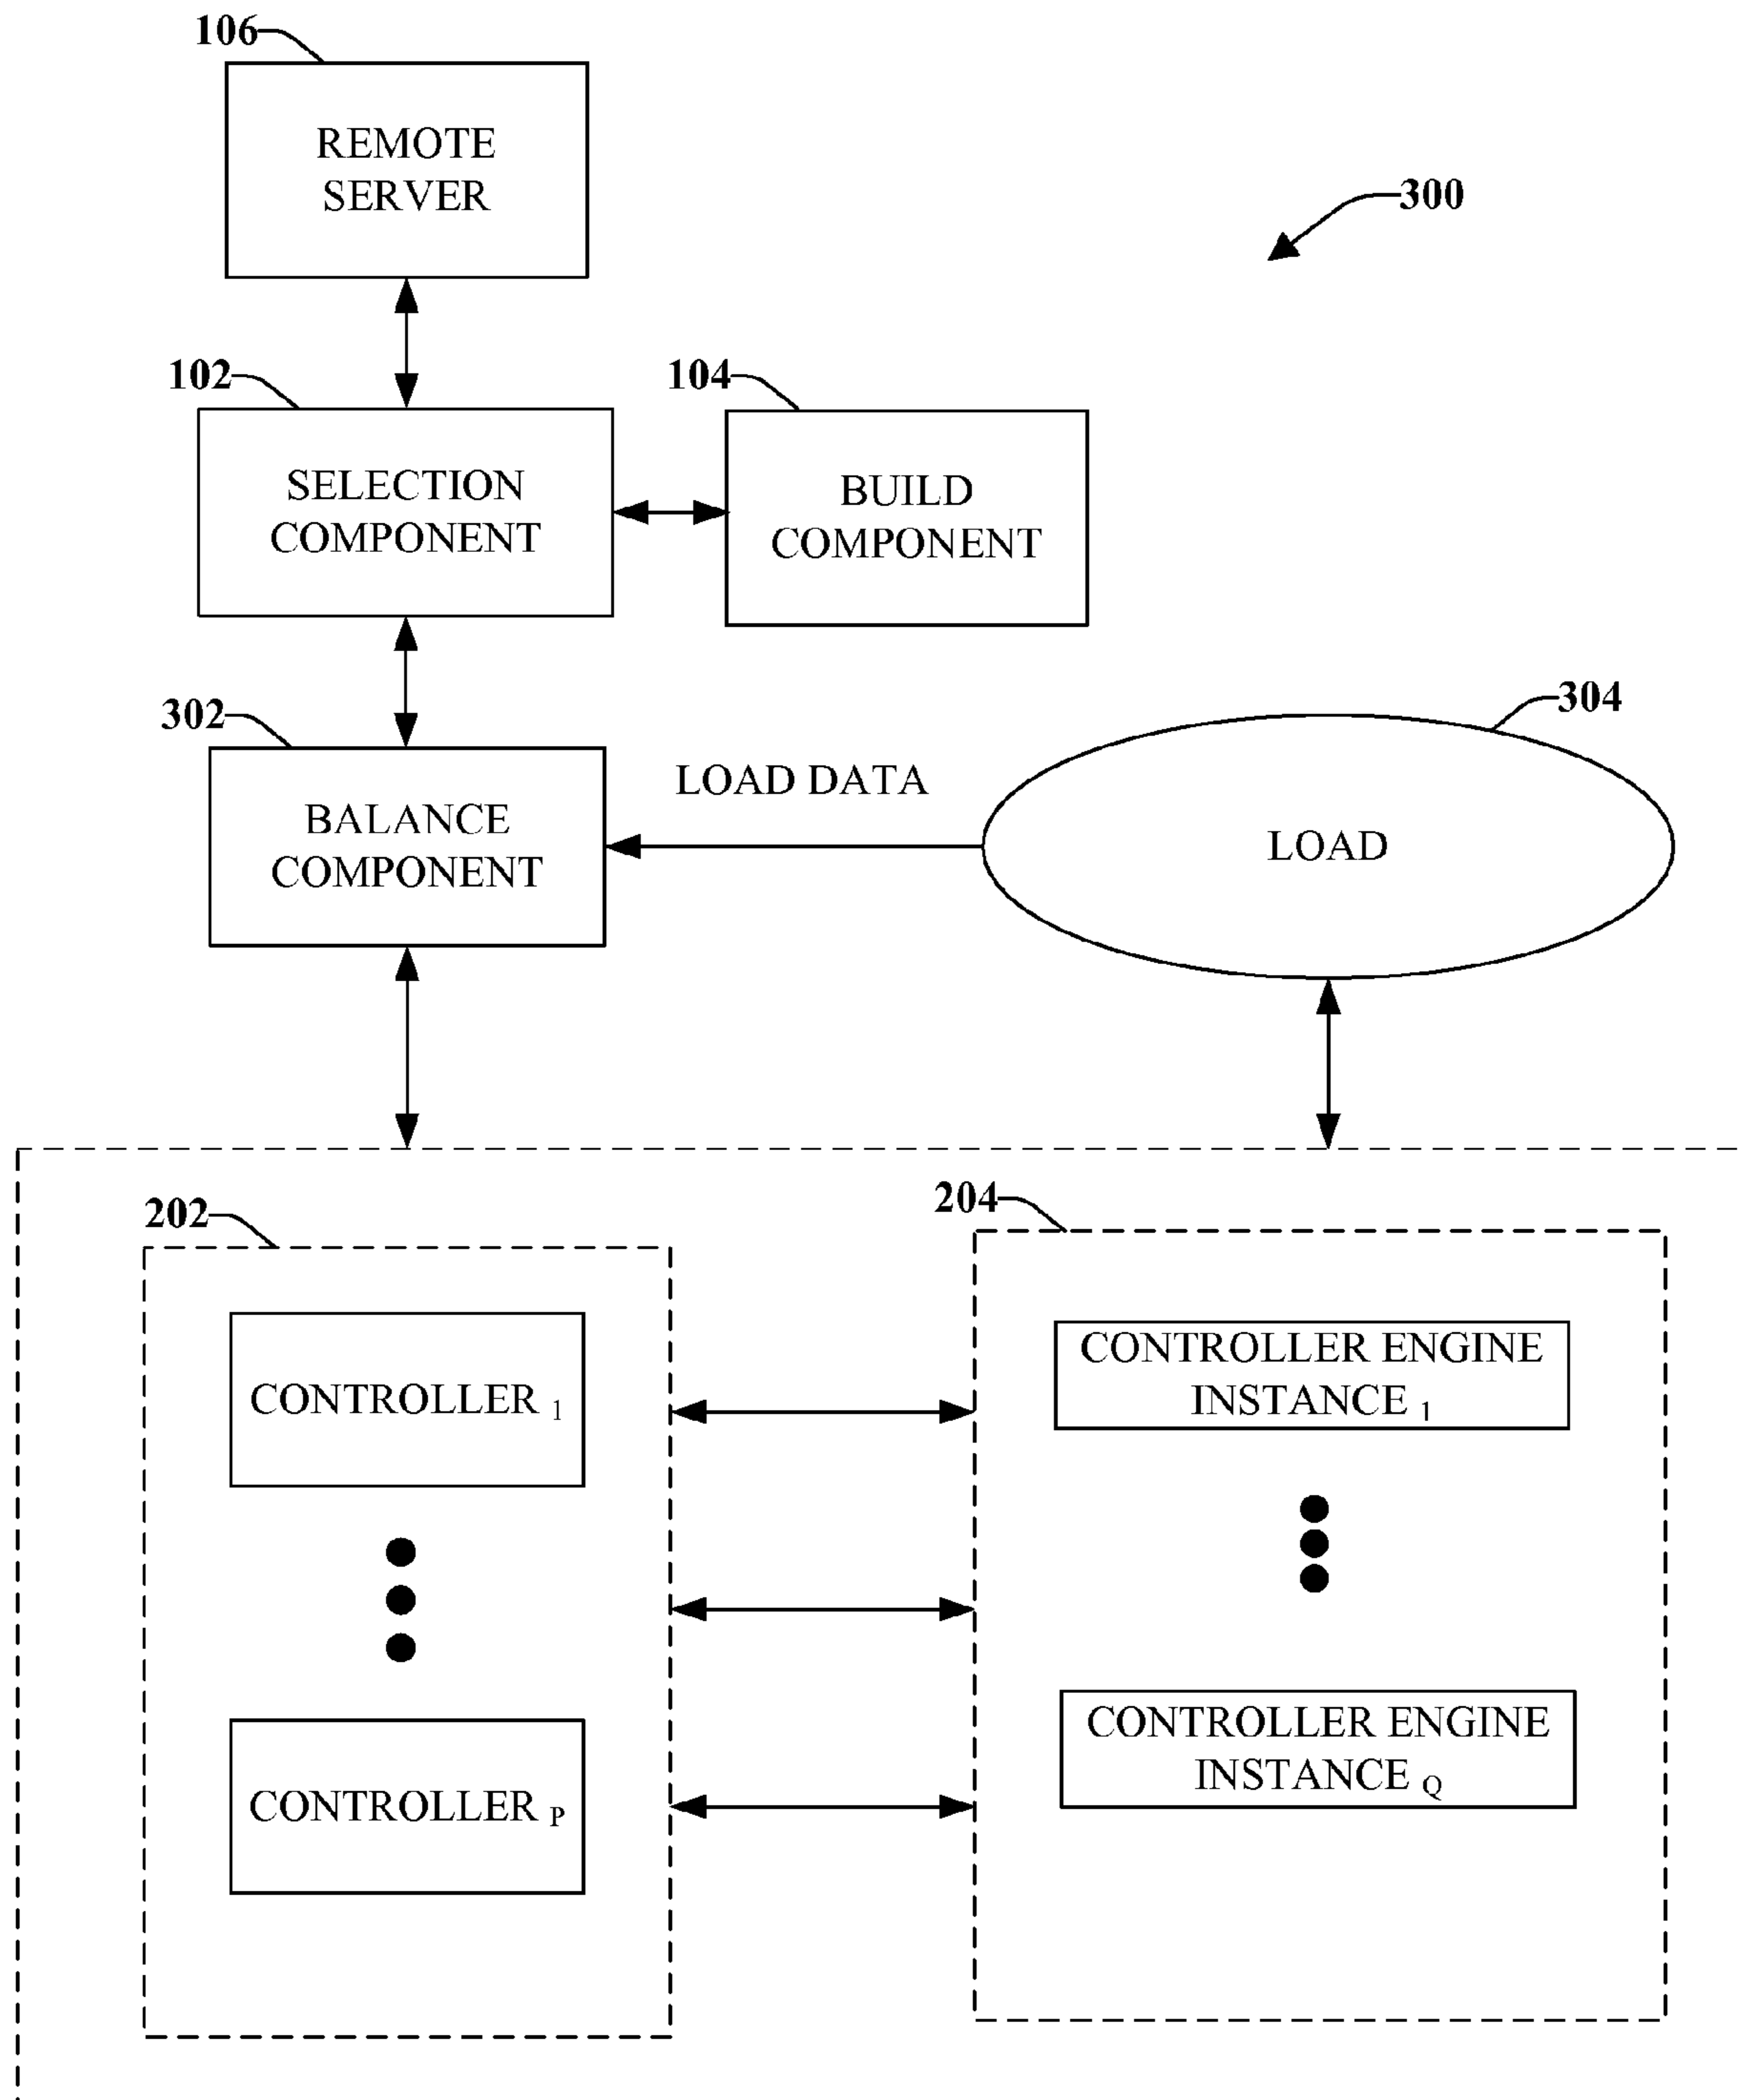 106
REMOTE
SERVER
300
102
104
SELECTION
COMPONENT
BUILD
COMPONENT
302
304
LOAD DATA
BALANCE
COMPONENT
LOAD
202
204
CONTROLLER 1
CONTROLLER ENGINE
INSTANCE 1
CONTROLLER P
CONTROLLER ENGINE
INSTANCE Q